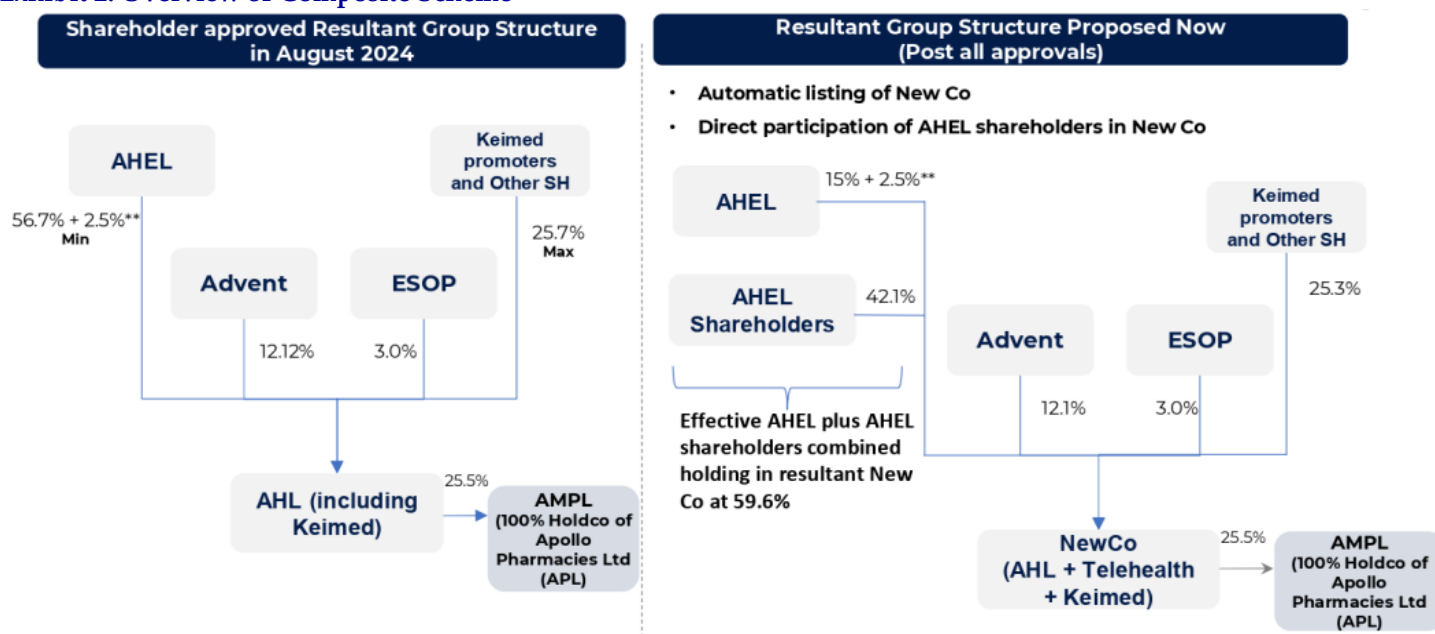 Shareholder approved Resultant Group Structure
in August 2024
AHEL
Keimed
promoters
and Other SH
56.7% + 2.5%**
Min
25.7%
Max
Advent
ESOP
12.12%
3.0%
AHL (including
Keimed)
25.5%
AMPL
(100% Holdco of
Apollo
Pharmacies Ltd
(APL)
Resultant Group Structure Proposed Now
(Post all approvals)
• Automatic listing of New Co
• Direct participation of AHEL shareholders in New Co
AHEL
15% + 2.5%**
Keimed
promoters
and Other SH
AHEL
Shareholders
42.1%
25.3%
Advent
ESOP
12.1%
3.0%
Effective AHEL plus AHEL
shareholders combined
holding in resultant New
Co at 59.6%
NewCo
(AHL + Telehealth
+ Keimed)
25.5%
AMPL
(100% Holdco of
Apollo
Pharmacies Ltd
(APL)